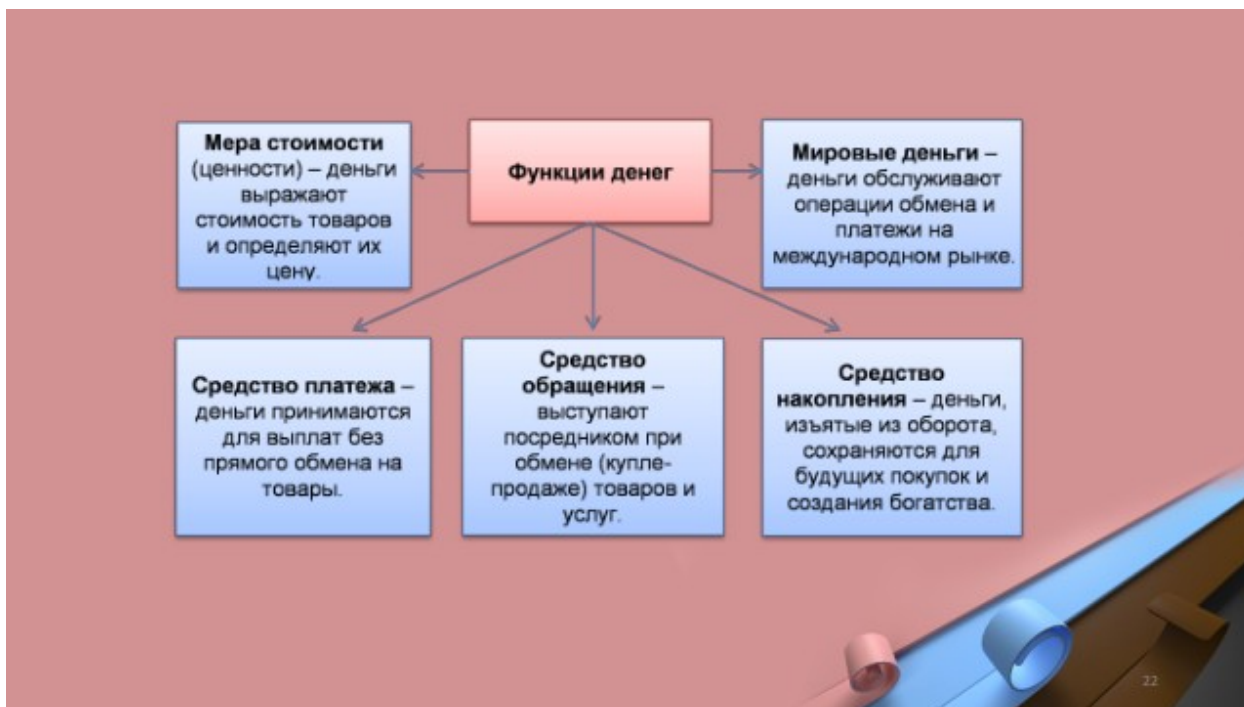 Мера стоимости
(ценности) – деньги
выражают
стоимость товаров
и определяют их
цену.
Функции денег
Мировые деньги –
деньги обслуживают
операции обмена и
платежи на
международном рынке.
Средство платежа –
деньги принимаются
для выплат без
прямого обмена на
товары.
Средство
обращения –
выступают
посредником при
обмене (купле-
продаже) товаров и
услуг.
Средство
накопления – деньги,
изъятые из оборота,
сохраняются для
будущих покупок и
создания богатства.
22